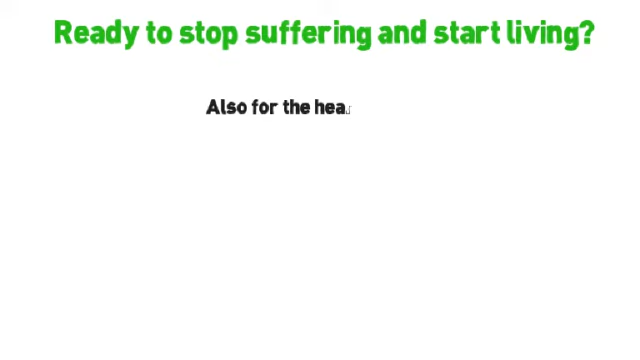 Ready to stop suffering and start living?
Also for the hea